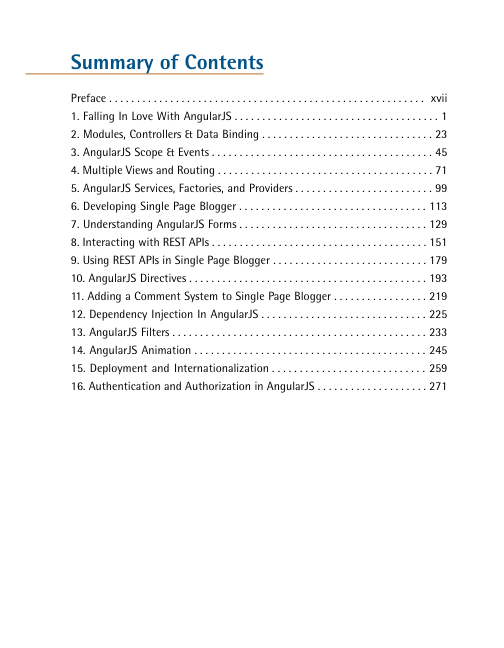 Summary of Contents
Preface . . . . . . . . . . . . . . . . . . . . . . . . . . . . . . . . . . . . . . . . . . . . . . . . . . . . . . . . . xvii
1. Falling In Love With AngularJS . . . . . . . . . . . . . . . . . . . . . . . . . . . . . . . . . . . . . 1
2. Modules, Controllers & Data Binding . . . . . . . . . . . . . . . . . . . . . . . . . . . . . . . 23
3. AngularJS Scope & Events . . . . . . . . . . . . . . . . . . . . . . . . . . . . . . . . . . . . . . . . 45
4. Multiple Views and Routing . . . . . . . . . . . . . . . . . . . . . . . . . . . . . . . . . . . . . . . 71
5. AngularJS Services, Factories, and Providers . . . . . . . . . . . . . . . . . . . . . . . . . 99
6. Developing Single Page Blogger . . . . . . . . . . . . . . . . . . . . . . . . . . . . . . . . . . 113
7. Understanding AngularJS Forms . . . . . . . . . . . . . . . . . . . . . . . . . . . . . . . . . . 129
8. Interacting with REST APIs . . . . . . . . . . . . . . . . . . . . . . . . . . . . . . . . . . . . . . . 151
9. Using REST APIs in Single Page Blogger . . . . . . . . . . . . . . . . . . . . . . . . . . . . 179
10. AngularJS Directives . . . . . . . . . . . . . . . . . . . . . . . . . . . . . . . . . . . . . . . . . . . 193
11. Adding a Comment System to Single Page Blogger . . . . . . . . . . . . . . . . . 219
12. Dependency Injection In AngularJS . . . . . . . . . . . . . . . . . . . . . . . . . . . . . . 225
13. AngularJS Filters . . . . . . . . . . . . . . . . . . . . . . . . . . . . . . . . . . . . . . . . . . . . . . 233
14. AngularJS Animation . . . . . . . . . . . . . . . . . . . . . . . . . . . . . . . . . . . . . . . . . . 245
15. Deployment and Internationalization . . . . . . . . . . . . . . . . . . . . . . . . . . . . 259
16. Authentication and Authorization in AngularJS . . . . . . . . . . . . . . . . . . . . 271